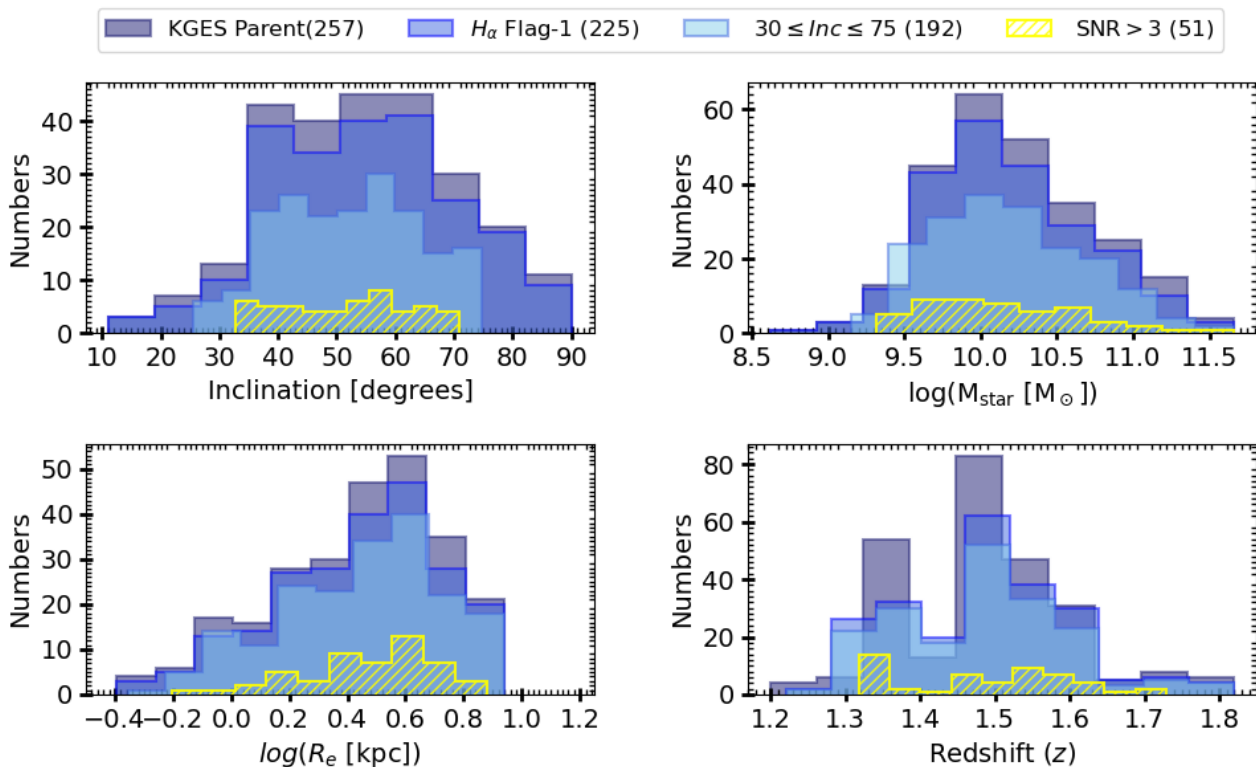 KGES Parent(257) Hα Flag-1 (225) 30 ≤ Inc ≤ 75 (192) SNR > 3 (51)
Numbers
40
30
20
10
0
10 20 30 40 50 60 70 80 90
Inclination [degrees]
Numbers
60
40
20
0
8.5 9.0 9.5 10.0 10.5 11.0 11.5
log(Mstar [M⊙])
Numbers
50
40
30
20
10
0
−0.4 −0.2 0.0 0.2 0.4 0.6 0.8 1.0 1.2
log(Re [kpc])
Numbers
80
60
40
20
0
1.2 1.3 1.4 1.5 1.6 1.7 1.8
Redshift (z)